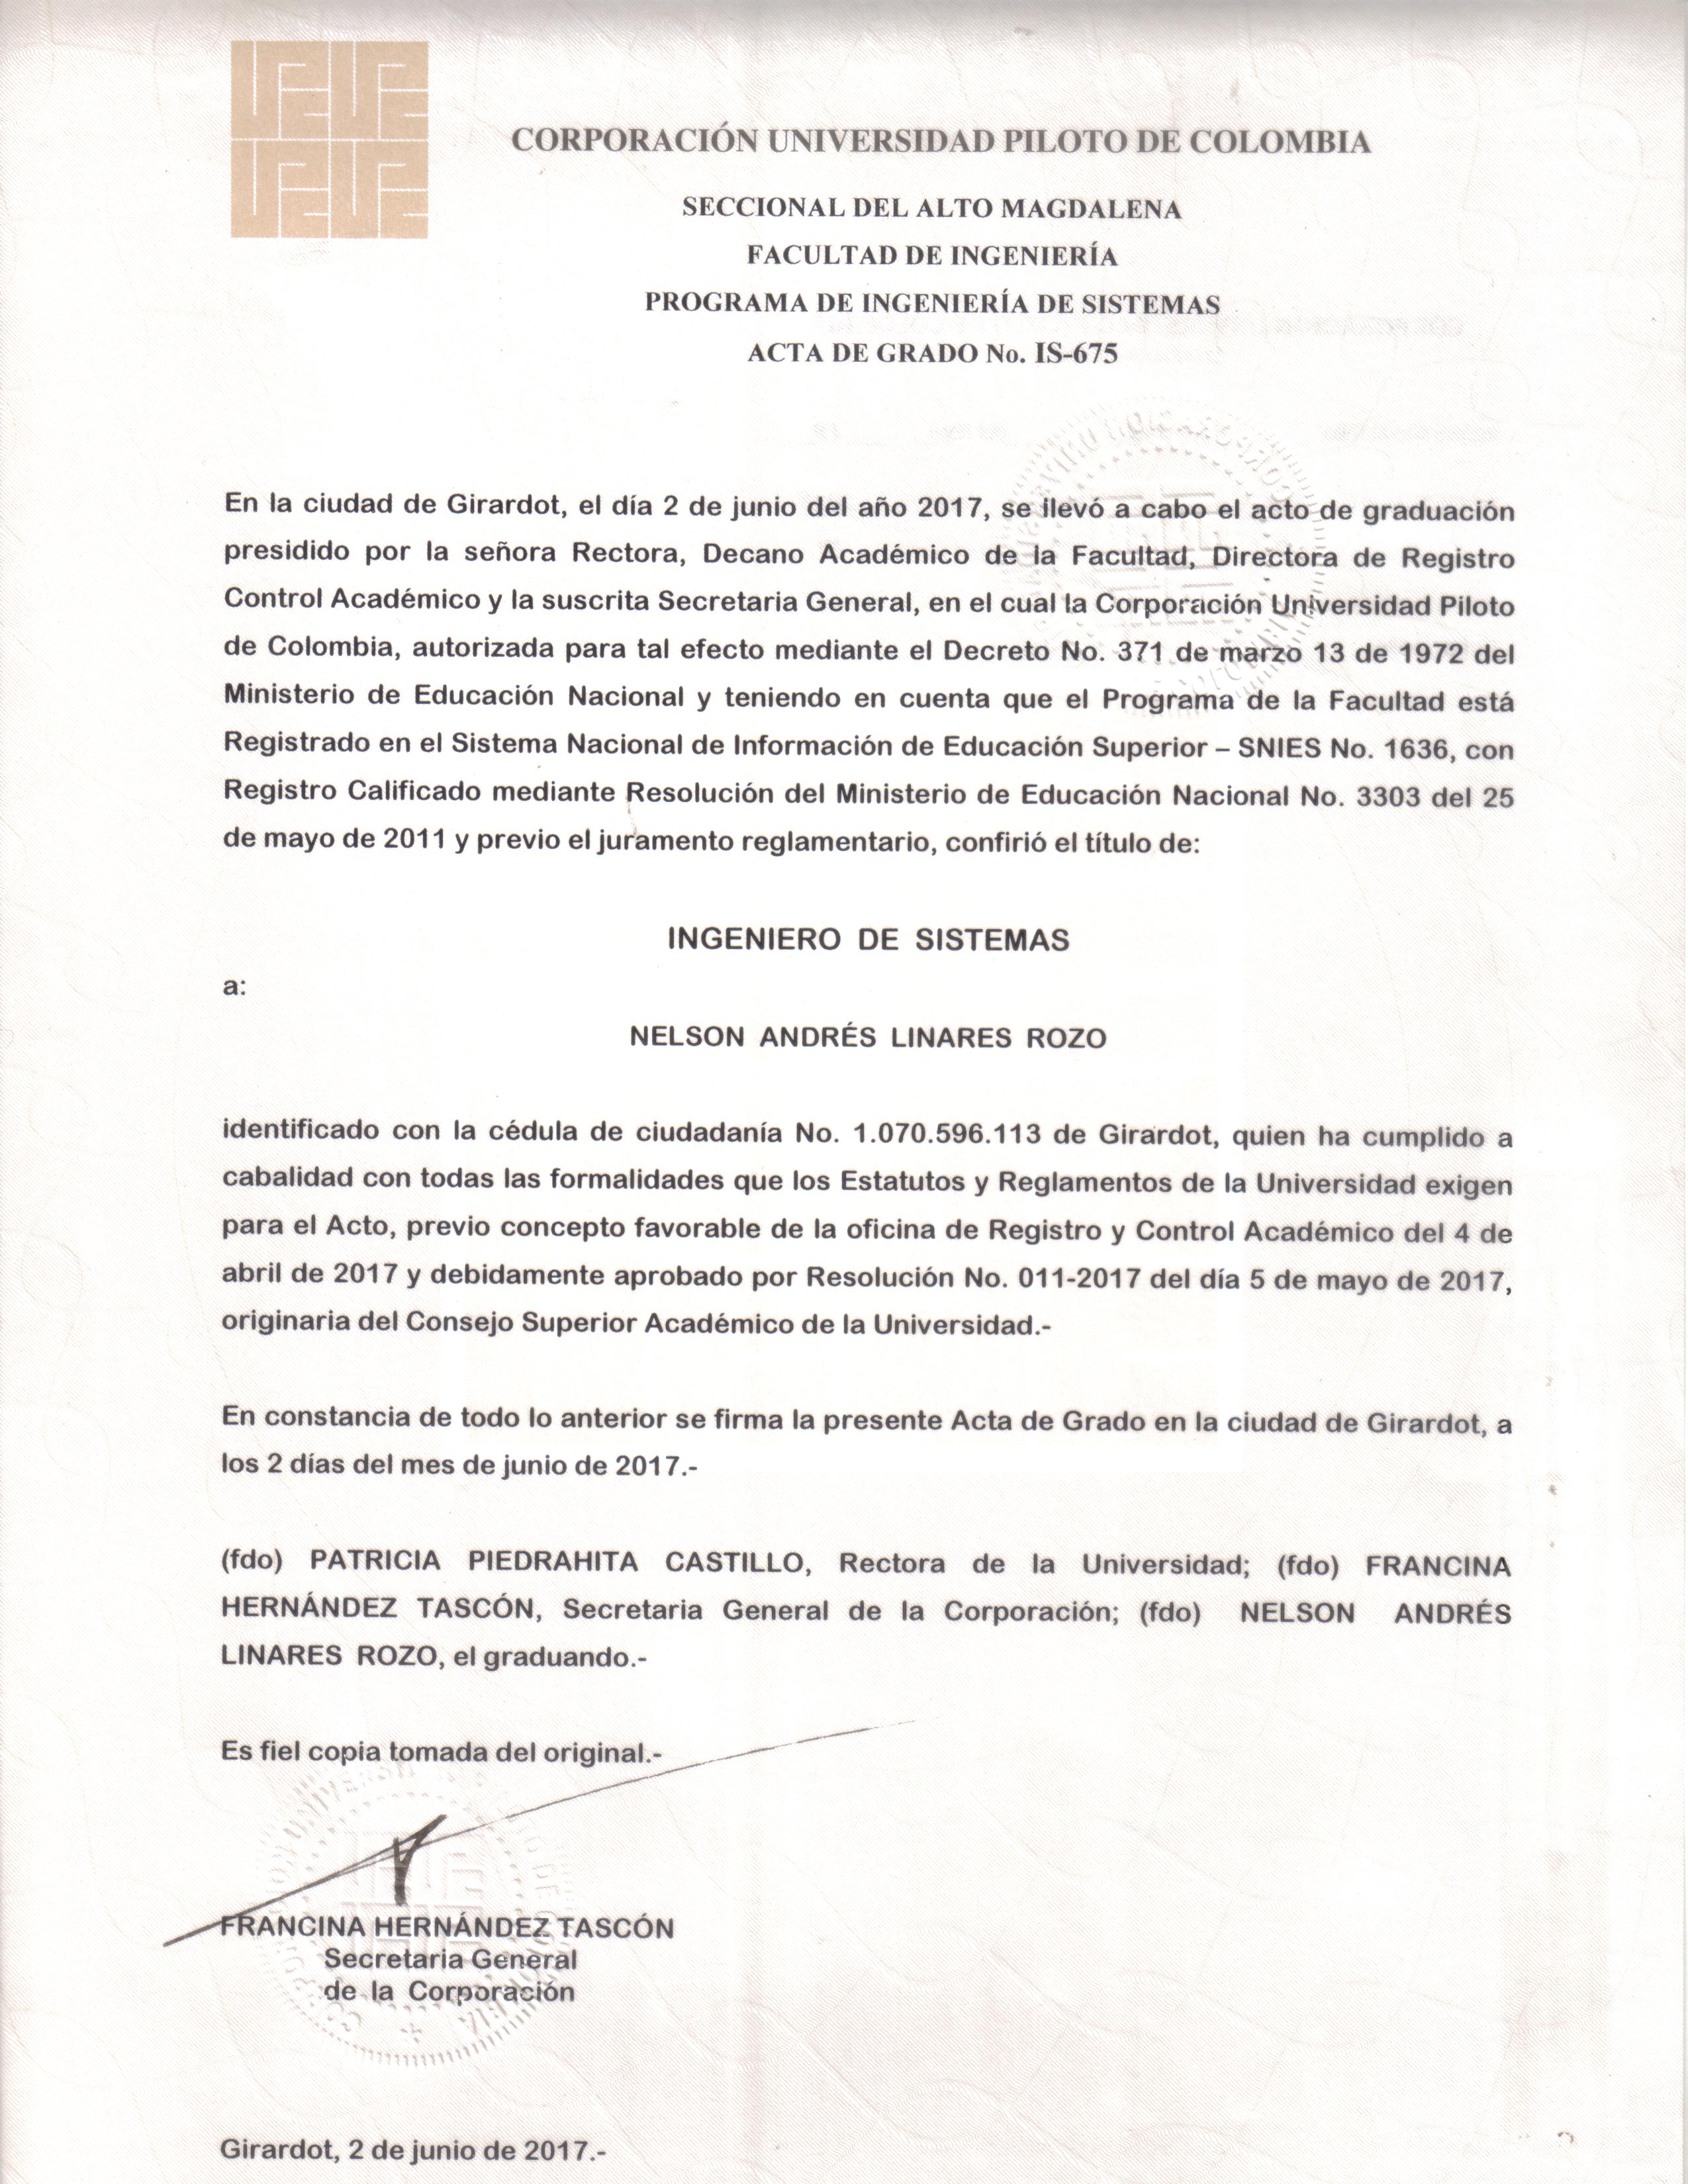 CORPORACIÓN UNIVERSIDAD PILOTO DE COLOMBIA
SECCIONAL DEL ALTO MAGDALENA
FACULTAD DE INGENIERÍA
PROGRAMA DE INGENIERÍA DE SISTEMAS
ACTA DE GRADO No. IS-675
En la ciudad de Girardot, el día 2 de junio del año 2017, se llevó a cabo el acto de graduación
presidido por la señora Rectora, Decano Académico de la Facultad, Directora de Registro
Control Académico y la suscrita Secretaria General, en el cual la Corporación Universidad Piloto
de Colombia, autorizada para tal efecto mediante el Decreto No. 371 de marzo 13 de 1972 del
Ministerio de Educación Nacional y teniendo en cuenta que el Programa de la Facultad está
Registrado en el Sistema Nacional de Información de Educación Superior – SNIES No. 1636, con
Registro Calificado mediante Resolución del Ministerio de Educación Nacional No. 3303 del 25
de mayo de 2011 y previo el juramento reglamentario, confirió el título de:
INGENIERO DE SISTEMAS
a:
NELSON ANDRÉS LINARES ROZO
identificado con la cédula de ciudadanía No. 1.070.596.113 de Girardot, quien ha cumplido a
cabalidad con todas las formalidades que los Estatutos y Reglamentos de la Universidad exigen
para el Acto, previo concepto favorable de la oficina de Registro y Control Académico del 4 de
abril de 2017 y debidamente aprobado por Resolución No. 011-2017 del día 5 de mayo de 2017,
originaria del Consejo Superior Académico de la Universidad.-
En constancia de todo lo anterior se firma la presente Acta de Grado en la ciudad de Girardot, a
los 2 días del mes de junio de 2017.-
(fdo) PATRICIA PIEDRAHITA CASTILLO, Rectora de la Universidad; (fdo) FRANCINA
HERNÁNDEZ TASCÓN, Secretaria General de la Corporación; (fdo) NELSON ANDRÉS
LINARES ROZO, el graduando.-
Es fiel copia tomada del original.-
FRANCINA HERNÁNDEZ TASCÓN
Secretaria General
de la Corporación
Girardot, 2 de junio de 2017.-